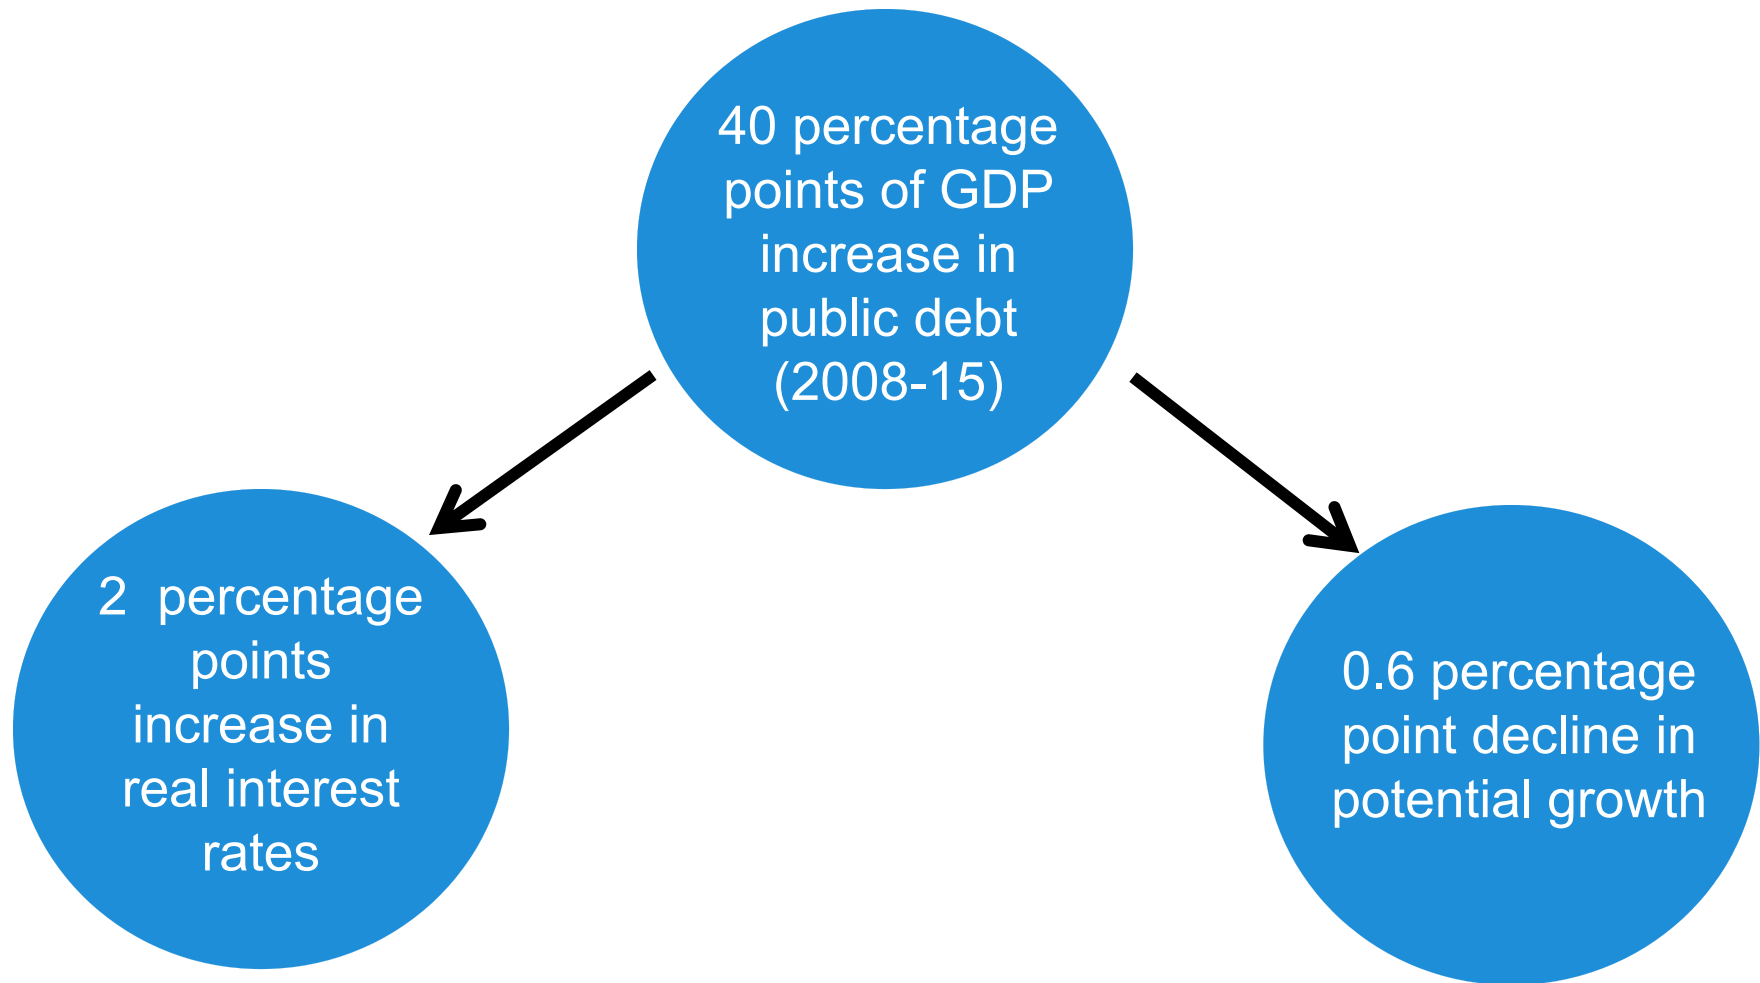 40 percentage
points of GDP
increase in
public debt
(2008-15)
2  percentage
points
increase in
real interest
rates
0.6 percentage
point decline in
potential growth